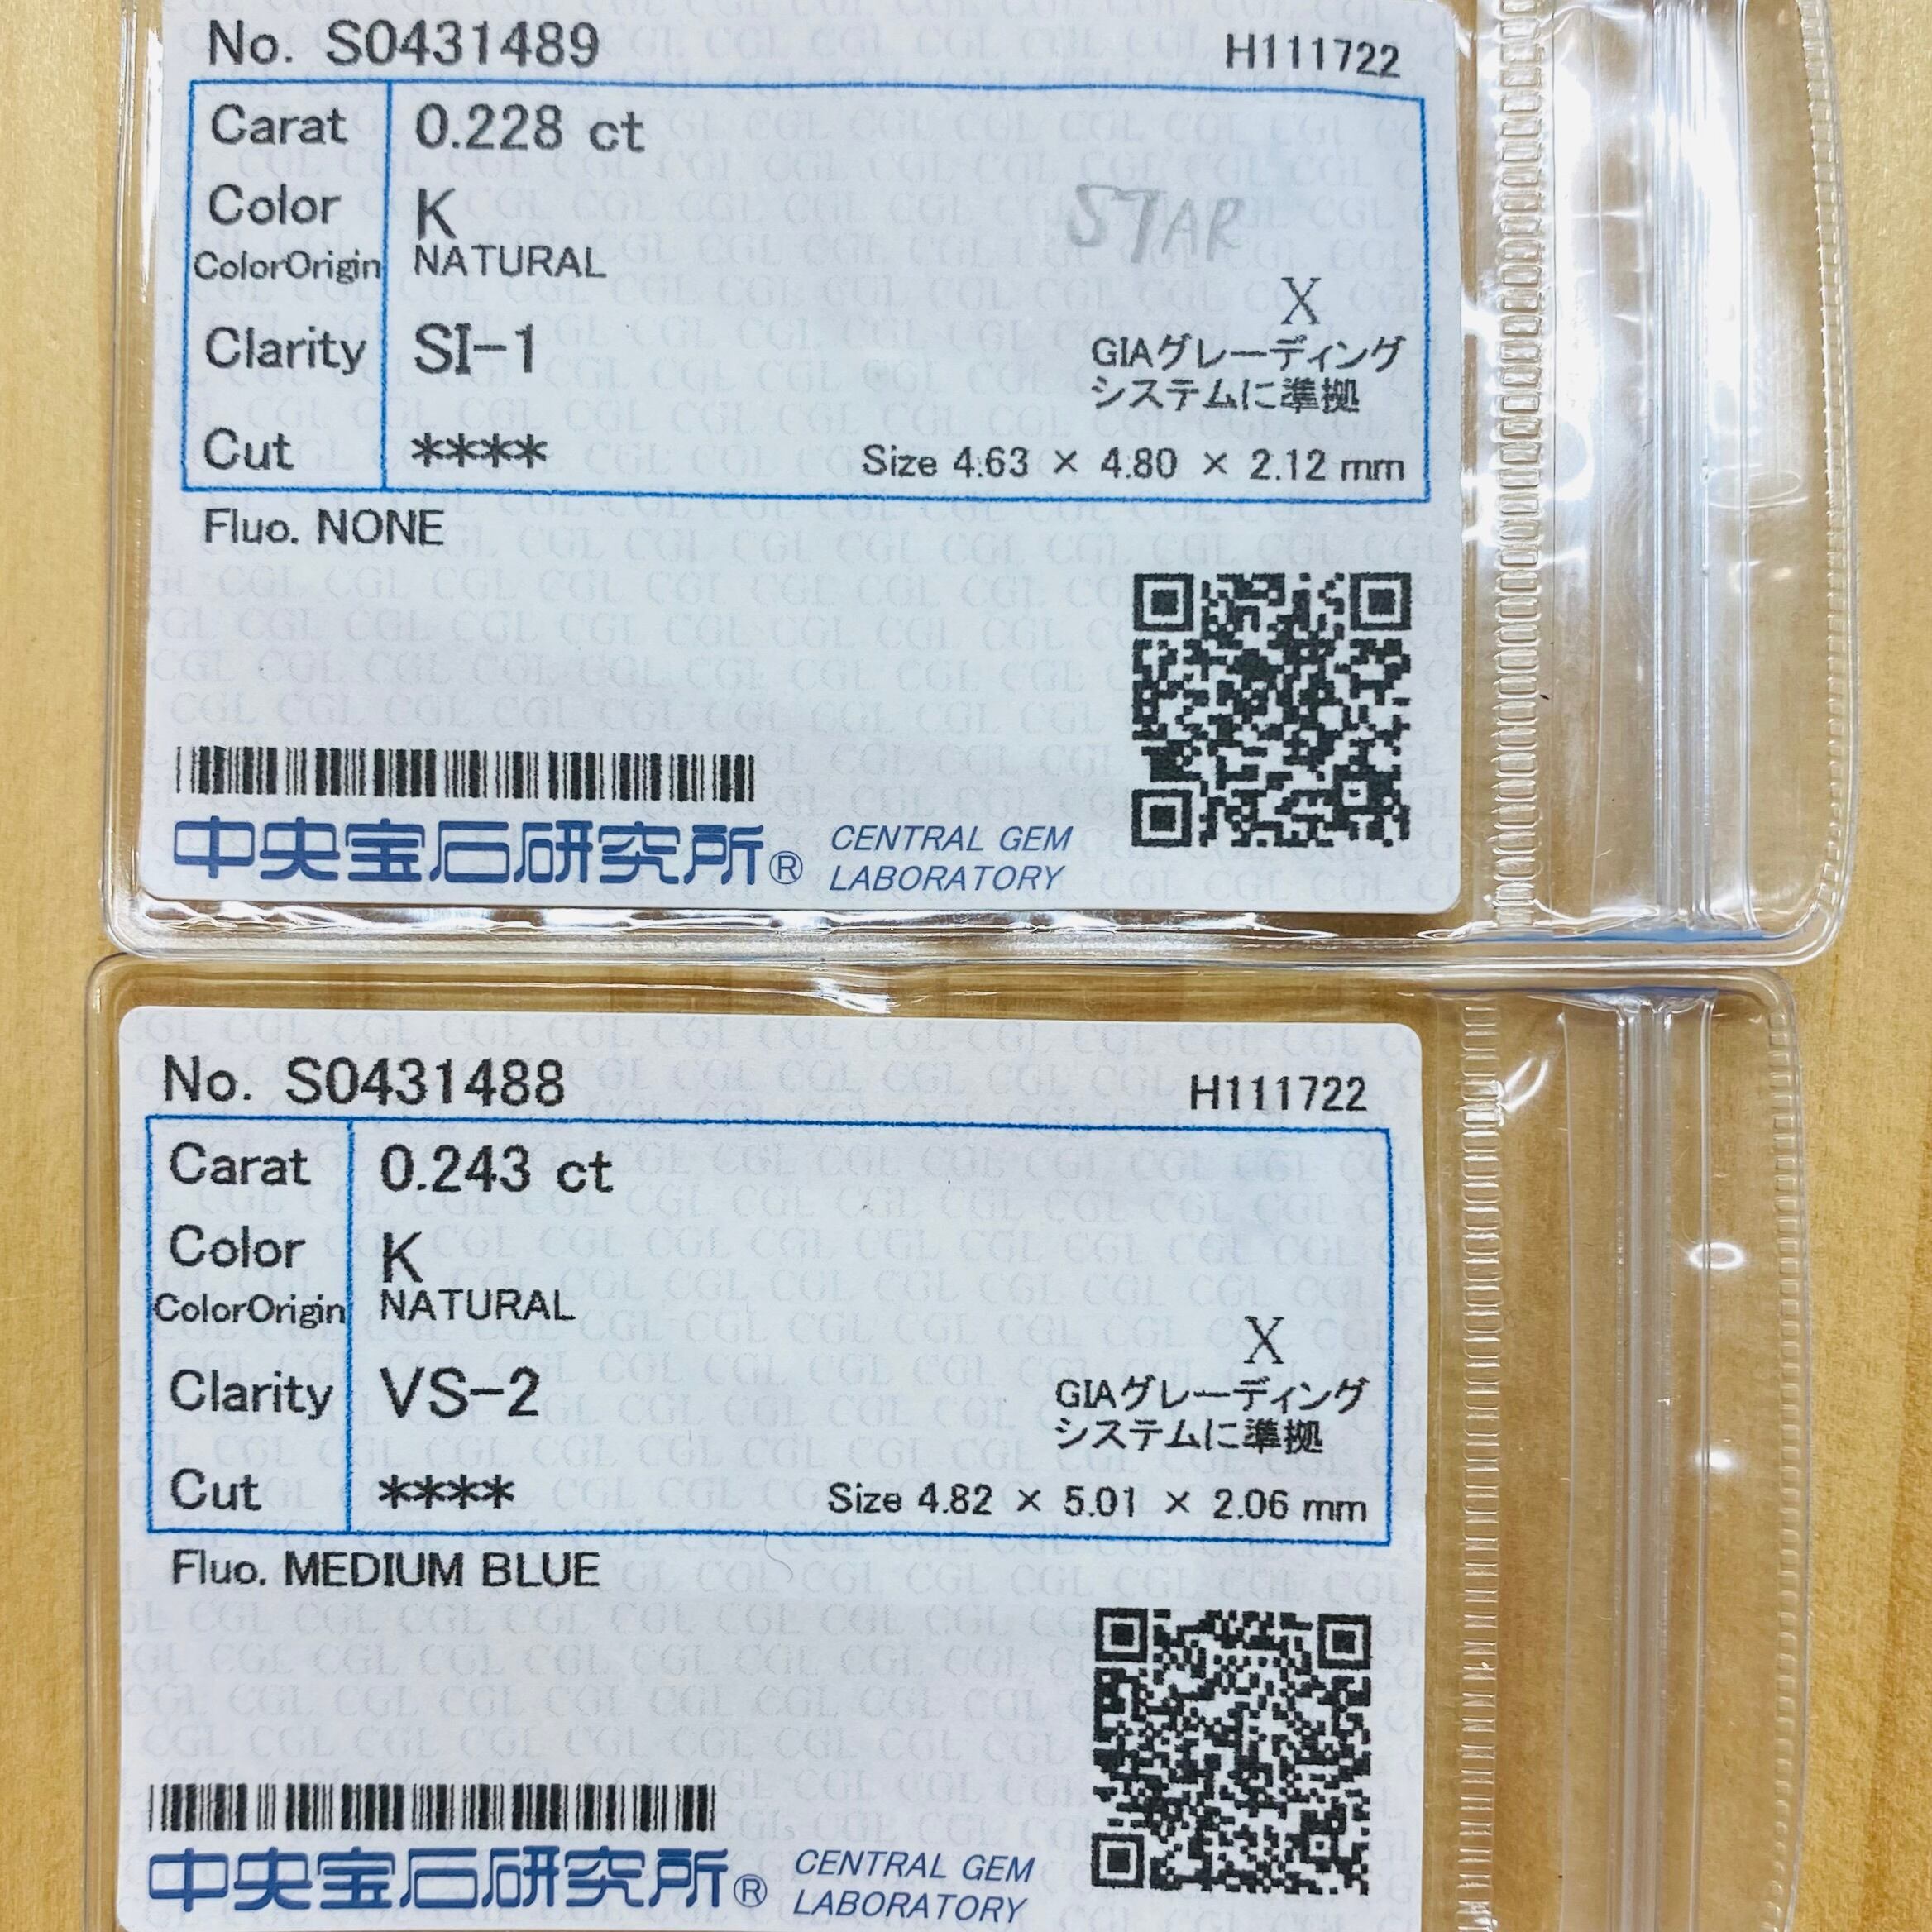 No. S0431489 H111722
Carat 0.228 ct
Color K STAR
ColorOrigin NATURAL
X
Clarity SI-1 GIAグレーディング
システムに準拠
Cut **** Size 4.63 × 4.80 × 2.12 mm
Fluo. NONE
中央宝石研究所® CENTRAL GEM
LABORATORY
No. S0431488 H111722
Carat 0.243 ct
Color K
ColorOrigin NATURAL
X
Clarity VS-2 GIAグレーディング
システムに準拠
Cut **** Size 4.82 × 5.01 × 2.06 mm
Fluo. MEDIUM BLUE
中央宝石研究所® CENTRAL GEM
LABORATORY